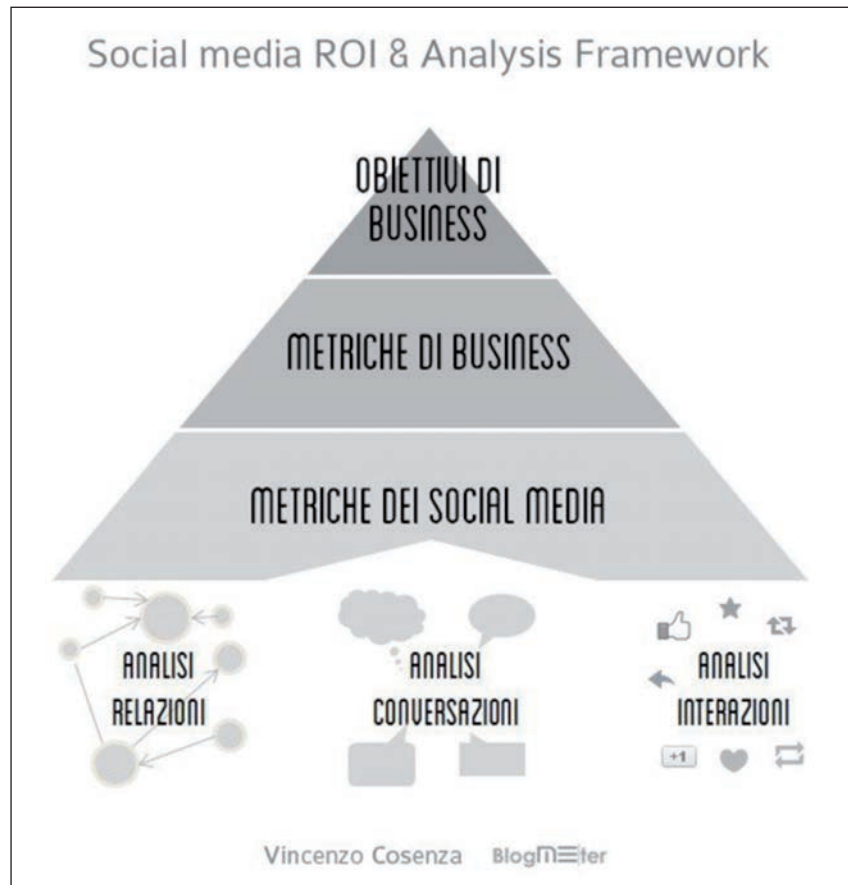 Social media ROI & Analysis Framework
OBIETTIVI DI
BUSINESS
METRICHE DI BUSINESS
METRICHE DEI SOCIAL MEDIA
ANALISI
RELAZIONI
ANALISI
CONVERSAZIONI
ANALISI
INTERAZIONI
+1
Vincenzo Cosenza BlogMeter